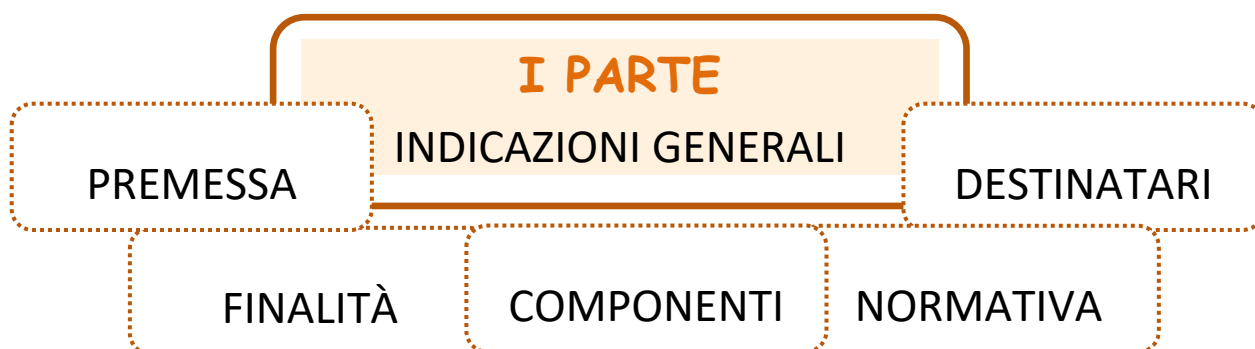 I PARTE
INDICAZIONI GENERALI
PREMESSA
DESTINATARI
FINALITÀ
COMPONENTI
NORMATIVA